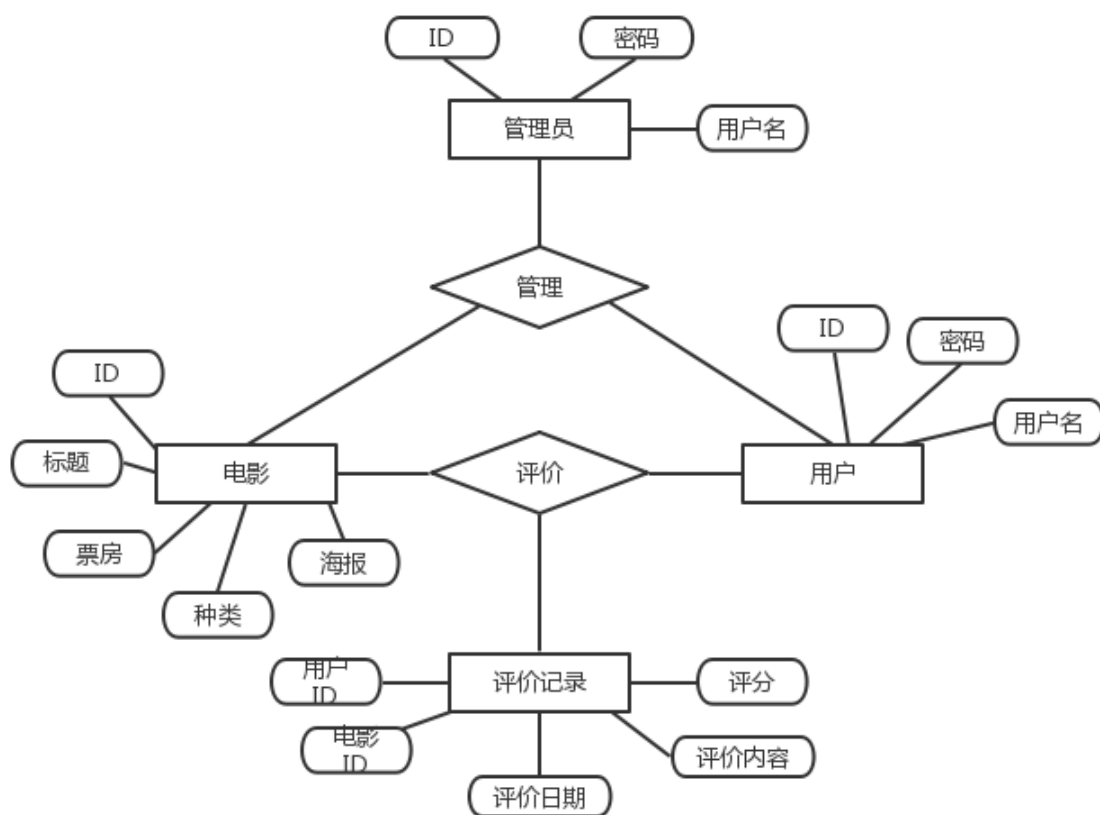 ID
密码
管理员
用户名
管理
ID
密码
ID
用户名
标题
电影
评价
用户
票房
海报
种类
用户
ID
评价记录
评分
电影
ID
评价内容
评价日期